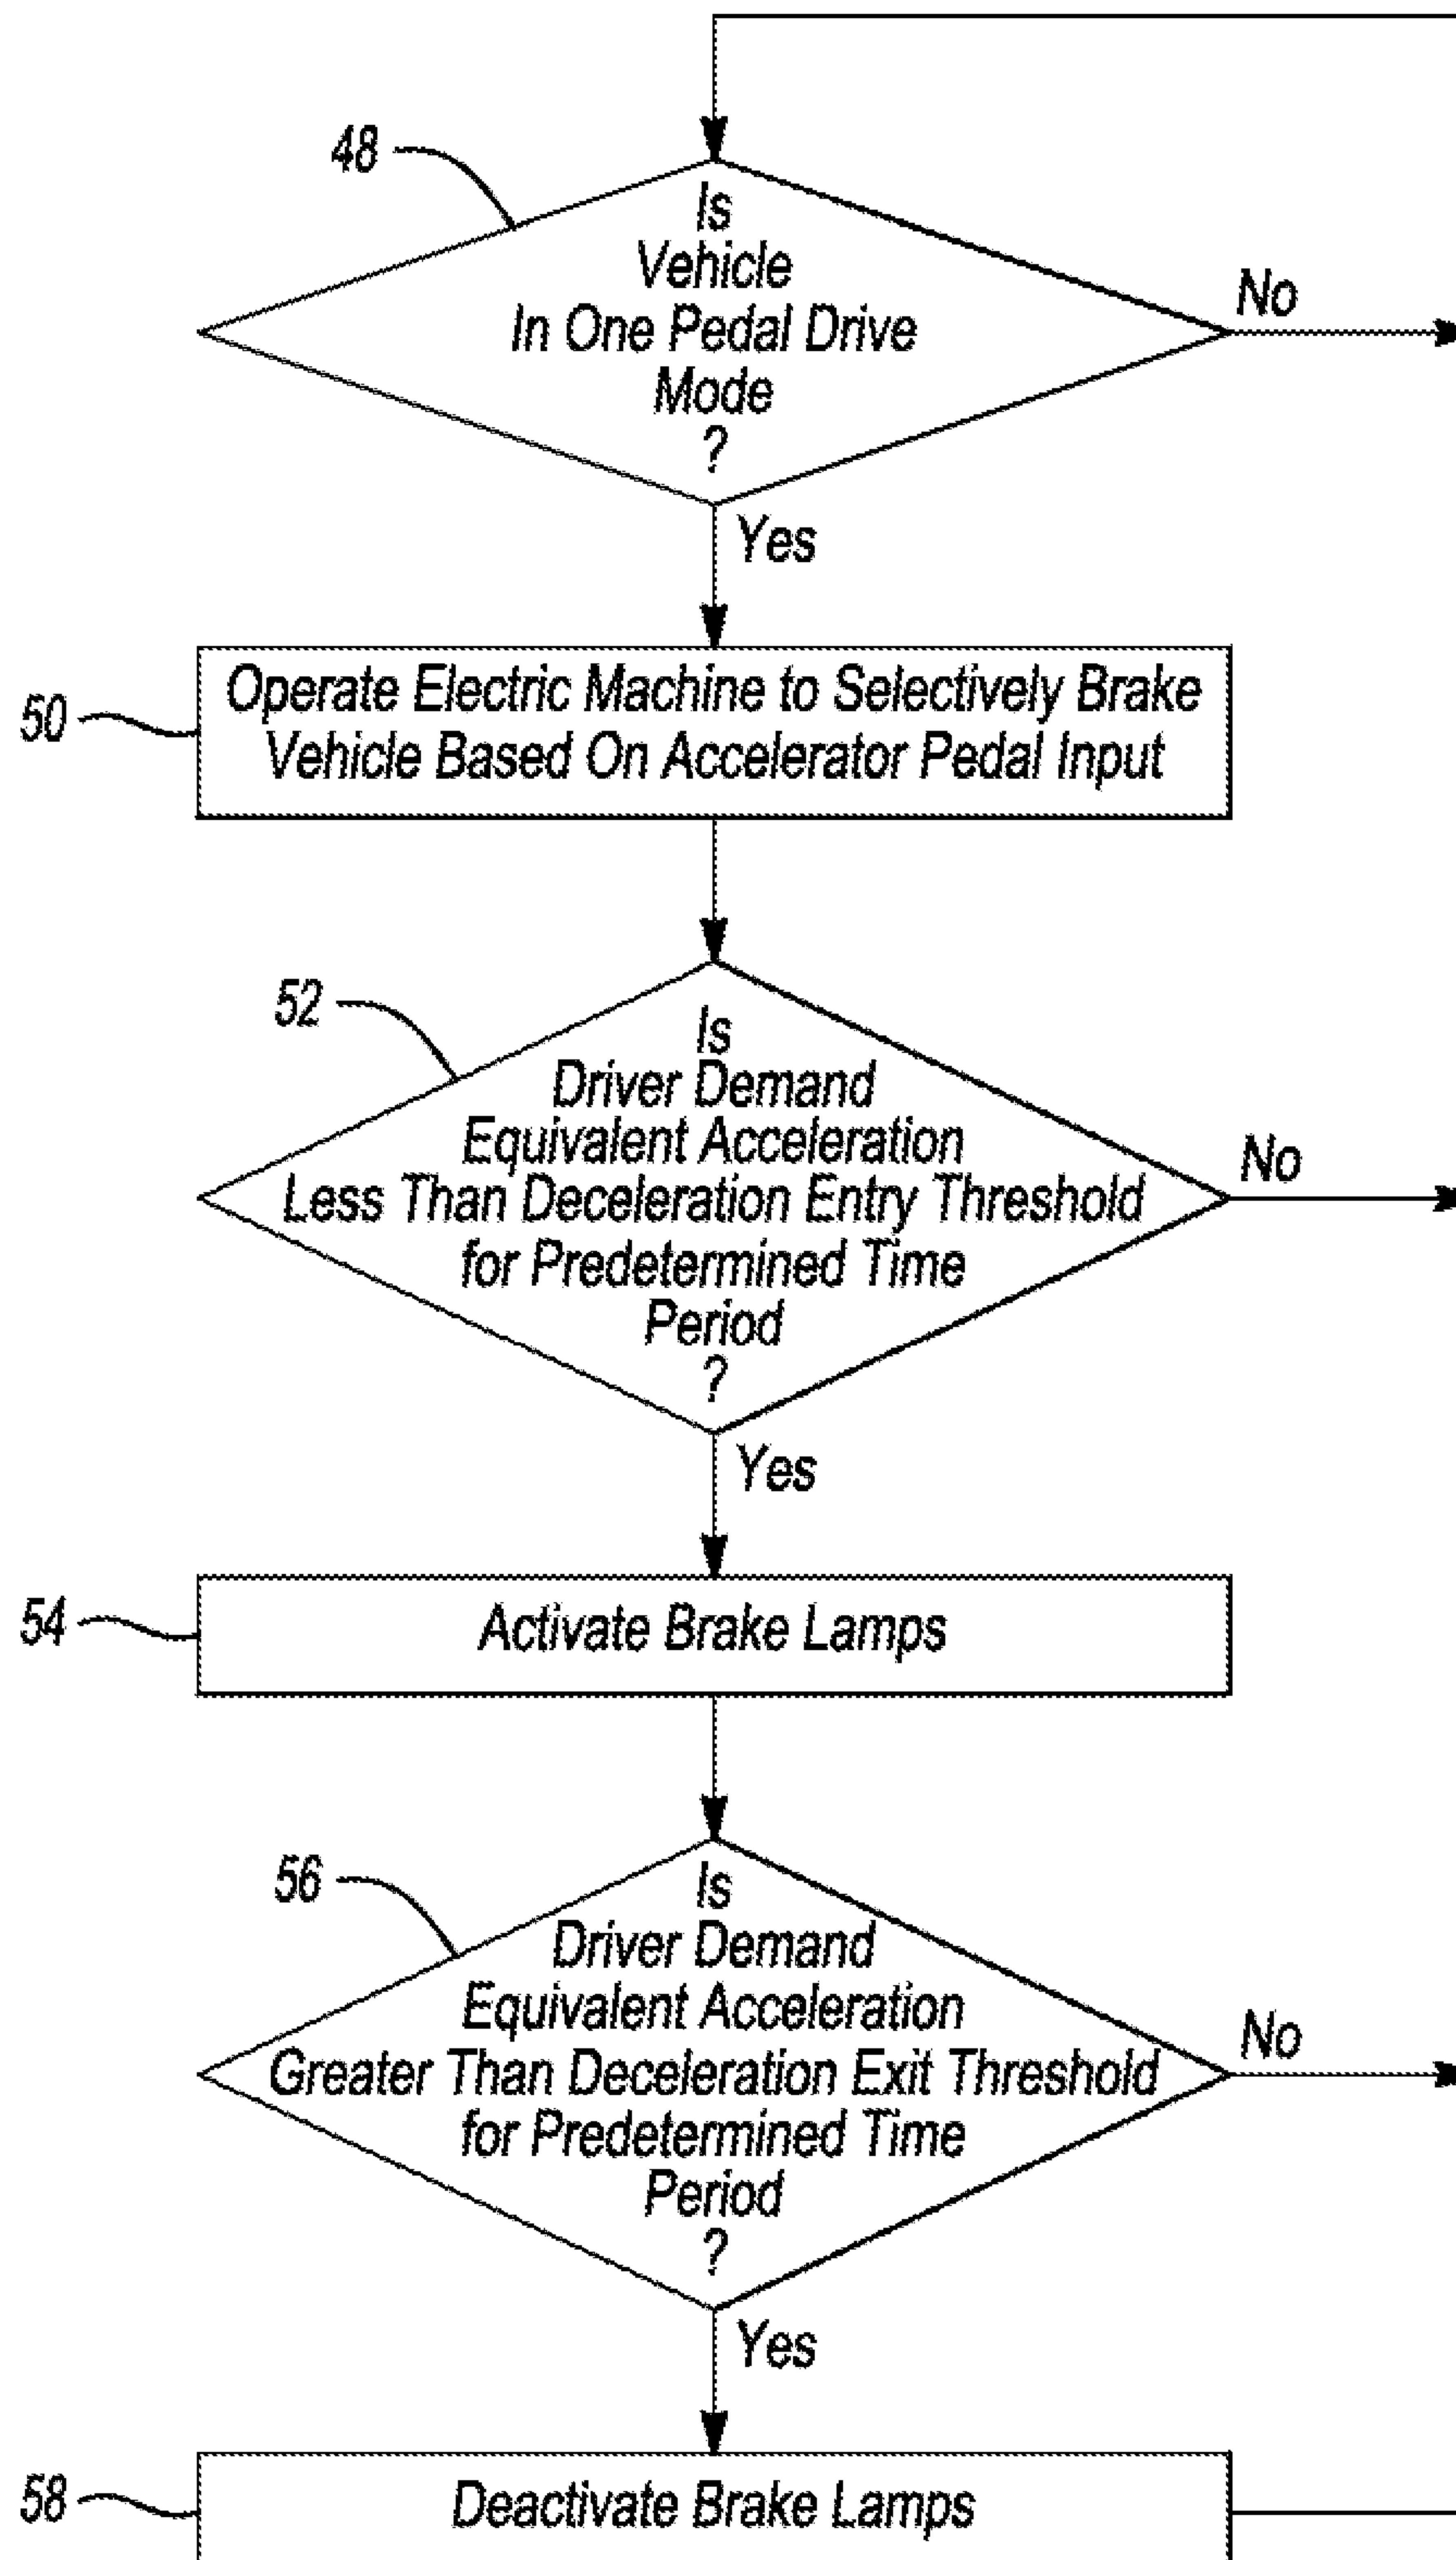 48
Is
Vehicle
In One Pedal Drive
Mode
?
No
Yes
50
Operate Electric Machine to Selectively Brake
Vehicle Based On Accelerator Pedal Input
52
Is
Driver Demand
Equivalent Acceleration
Less Than Deceleration Entry Threshold
for Predetermined Time
Period
?
No
Yes
54
Activate Brake Lamps
56
Is
Driver Demand
Equivalent Acceleration
Greater Than Deceleration Exit Threshold
for Predetermined Time
Period
?
No
Yes
58
Deactivate Brake Lamps